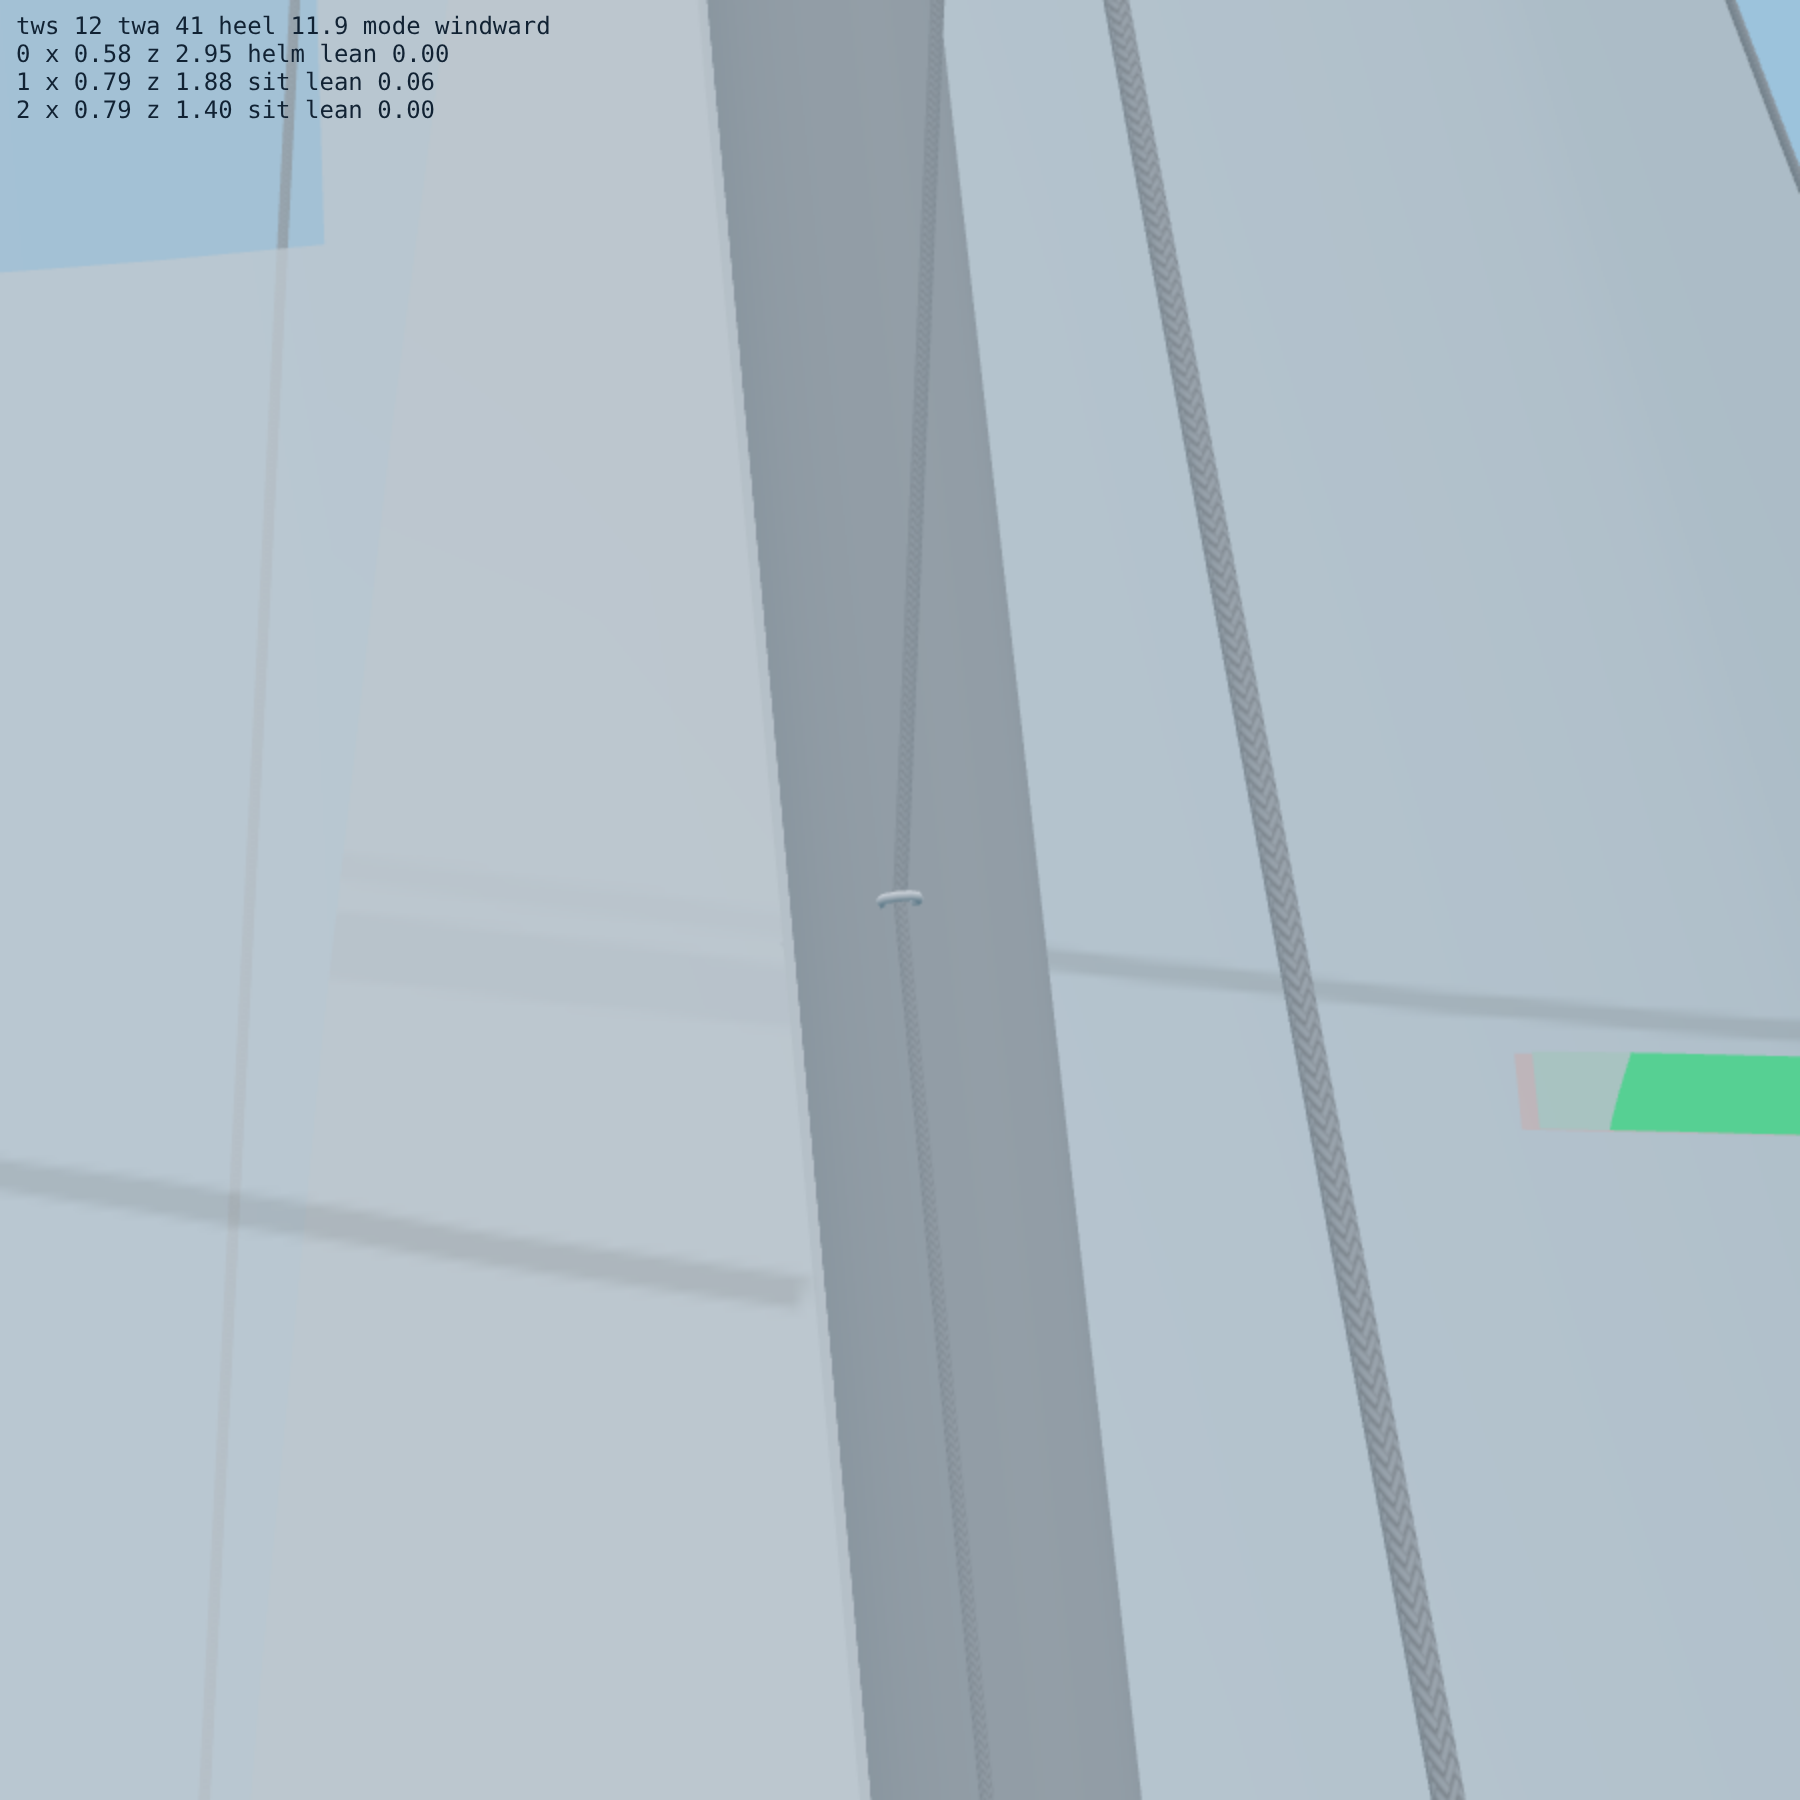 tws 12 twa 41 heel 11.9 mode windward
0 x 0.58 z 2.95 helm lean 0.00
1 x 0.79 z 1.88 sit lean 0.06
2 x 0.79 z 1.40 sit lean 0.00